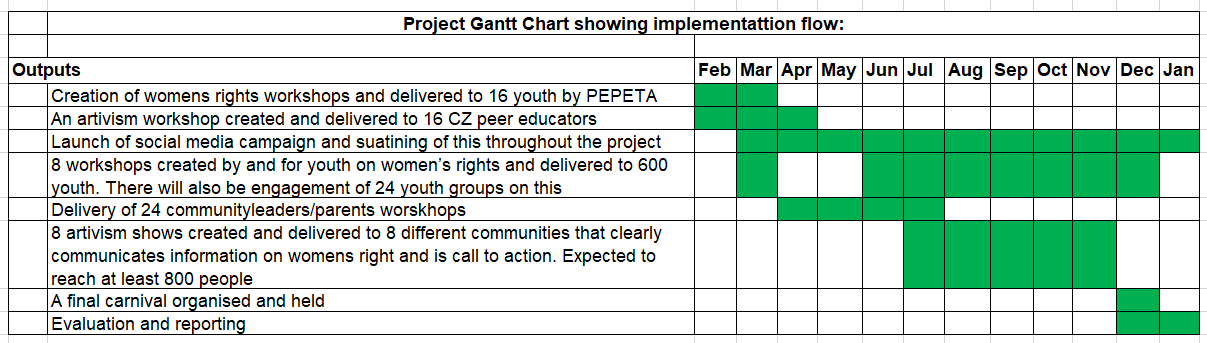 Project Gantt Chart showing implementattion flow:
Outputs Feb Mar Apr May Jun Jul Aug Sep Oct Nov Dec Jan
Creation of womens rights workshops and delivered to 16 youth by PEPETA
An artivism workshop created and delivered to 16 CZ peer educators
Launch of social media campaign and suatining of this throughout the project
8 workshops created by and for youth on women's rights and delivered to 600
youth. There will also be engagement of 24 youth groups on this
Delivery of 24 communityleaders/parents worskhops
8 artivism shows created and delivered to 8 different communities that clearly
communicates information on womens right and is call to action. Expected to
reach at least 800 people
A final carnival organised and held
Evaluation and reporting